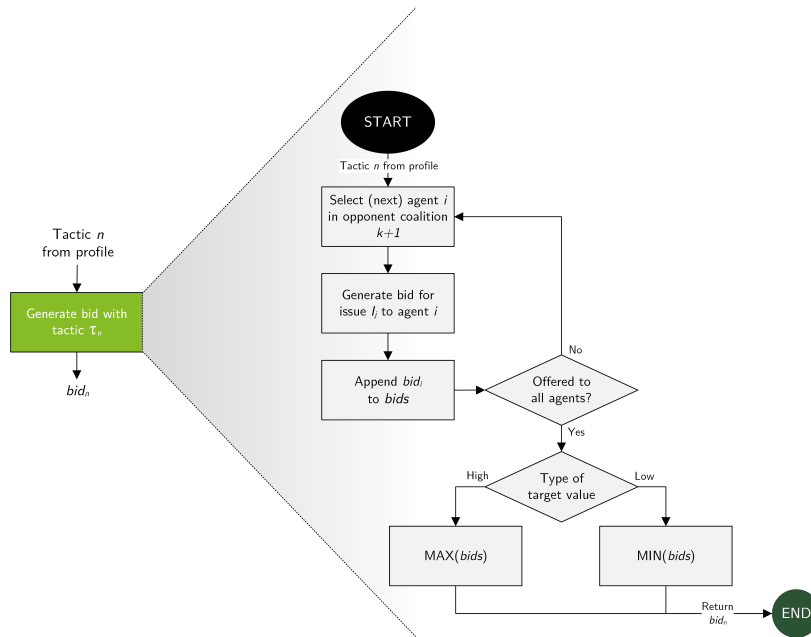 START
Tactic n from profile
Select (next) agent i
in opponent coalition
k+1
Tactic n
from profile
Generate bid with
tactic τn
bidn
Generate bid for
issue Ij to agent i
Append bidi
to bids
No
Offered to
all agents?
Yes
High
Type of
target value
Low
MAX(bids)
MIN(bids)
Return
bidn
END